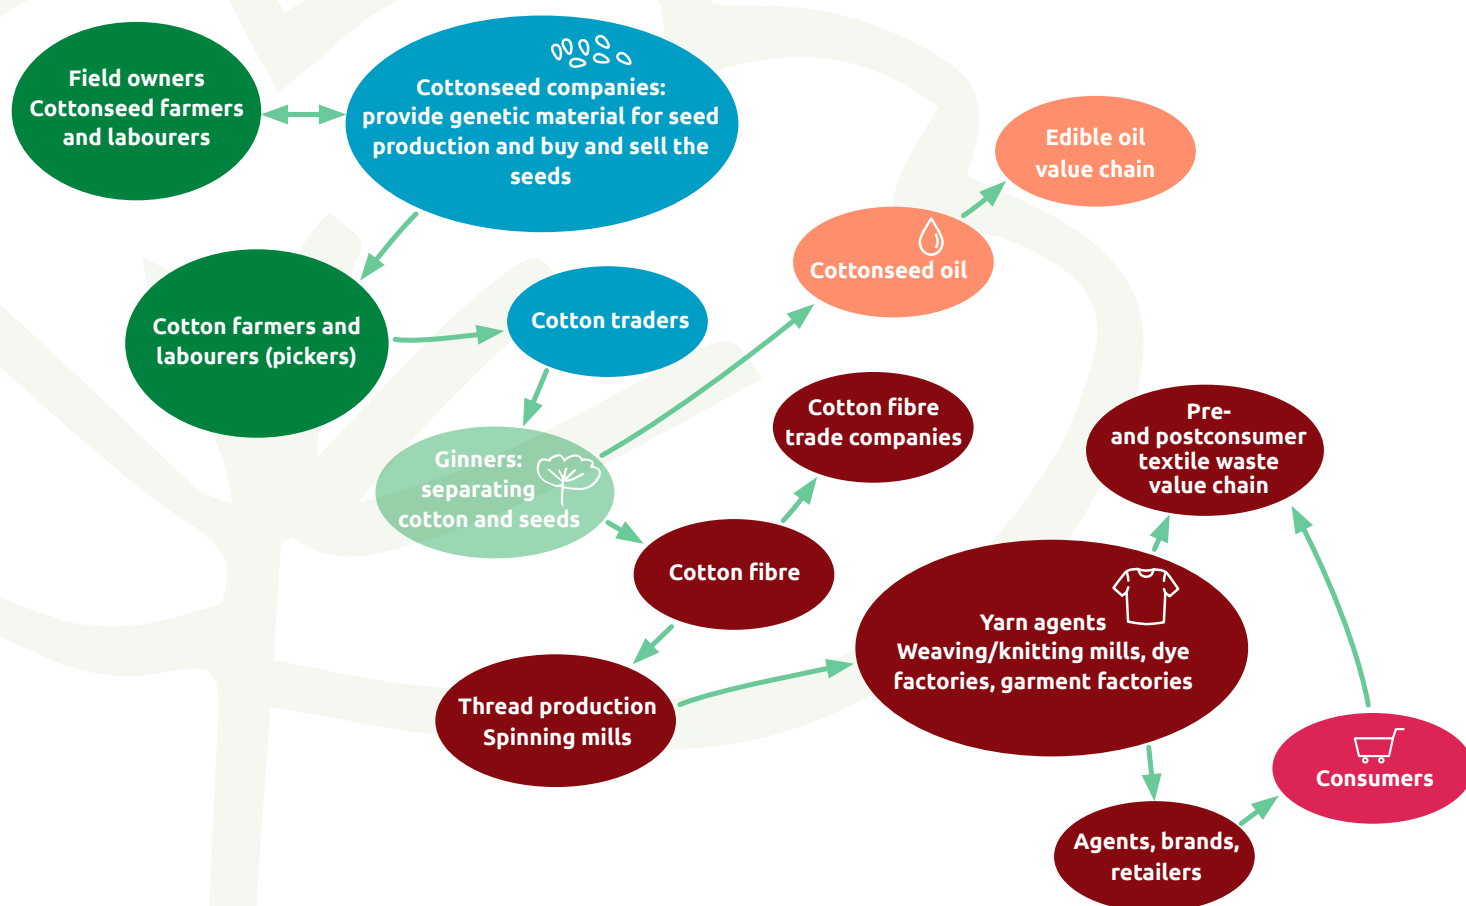 Field owners
Cottonseed farmers
and labourers
Cottonseed companies:
provide genetic material for seed
production and buy and sell the
seeds
Edible oil
value chain
Cottonseed oil
Cotton farmers and
labourers (pickers)
Cotton traders
Cotton fibre
trade companies
Pre-
and postconsumer
textile waste
value chain
Ginners:
separating
cotton and seeds
Cotton fibre
Yarn agents
Weaving/knitting mills, dye
factories, garment factories
Thread production
Spinning mills
Consumers
Agents, brands,
retailers